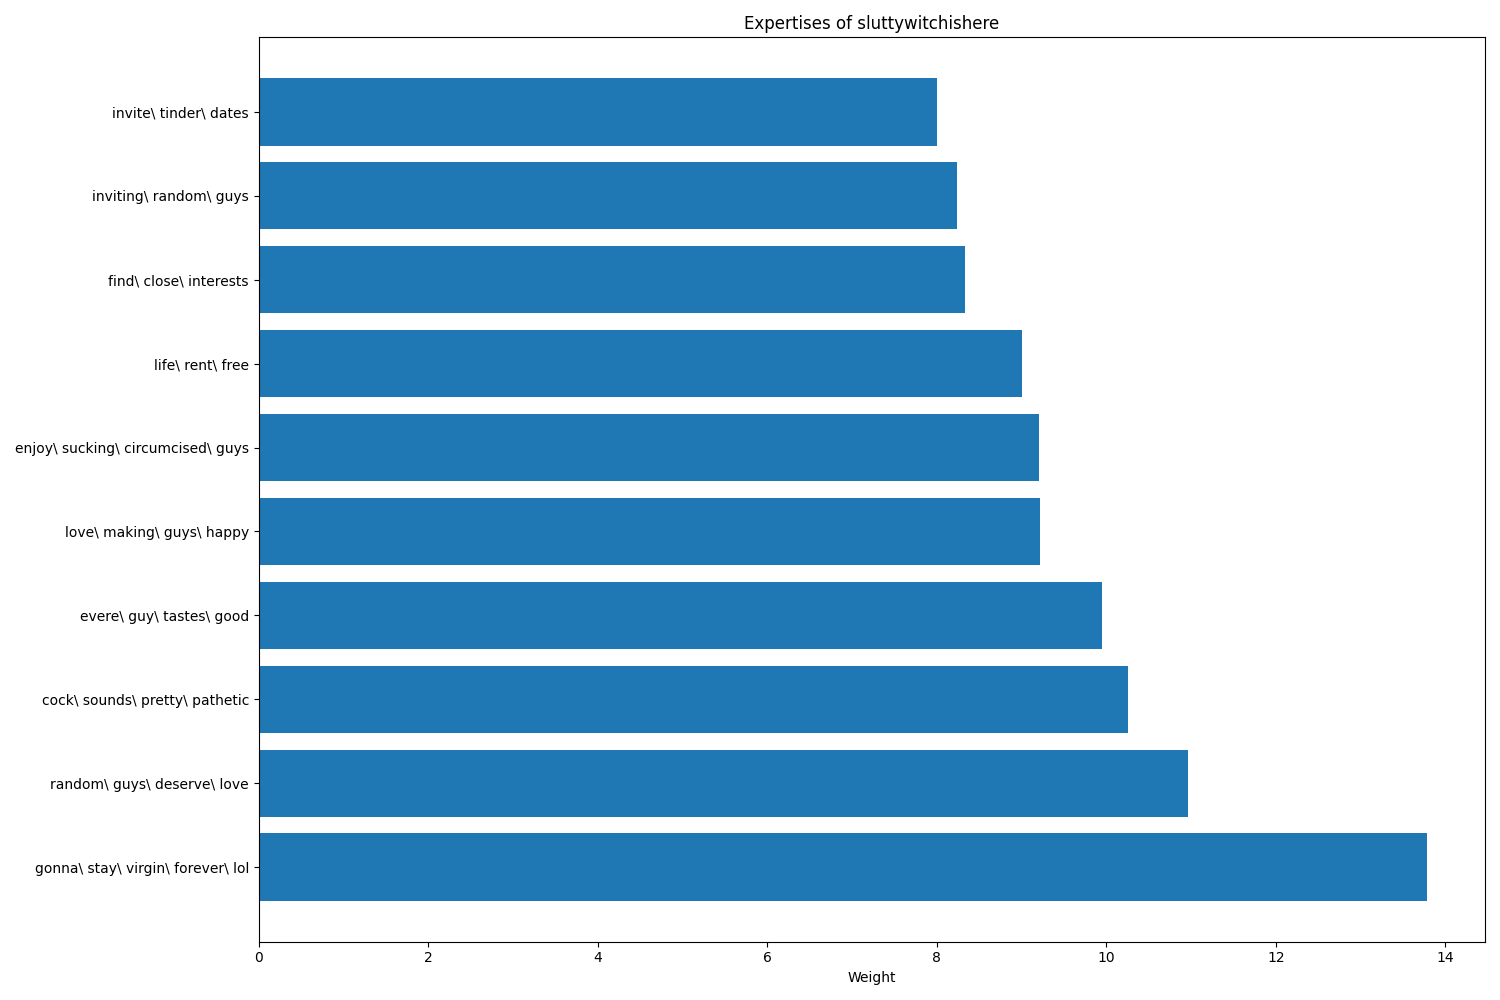 Expertises of sluttywitchishere
invite\ tinder\ dates
inviting\ random\ guys
find\ close\ interests
life\ rent\ free
enjoy\ sucking\ circumcised\ guys
love\ making\ guys\ happy
evere\ guy\ tastes\ good
cock\ sounds\ pretty\ pathetic
random\ guys\ deserve\ love
gonna\ stay\ virgin\ forever\ lol
0 2 4 6 8 10 12 14
Weight